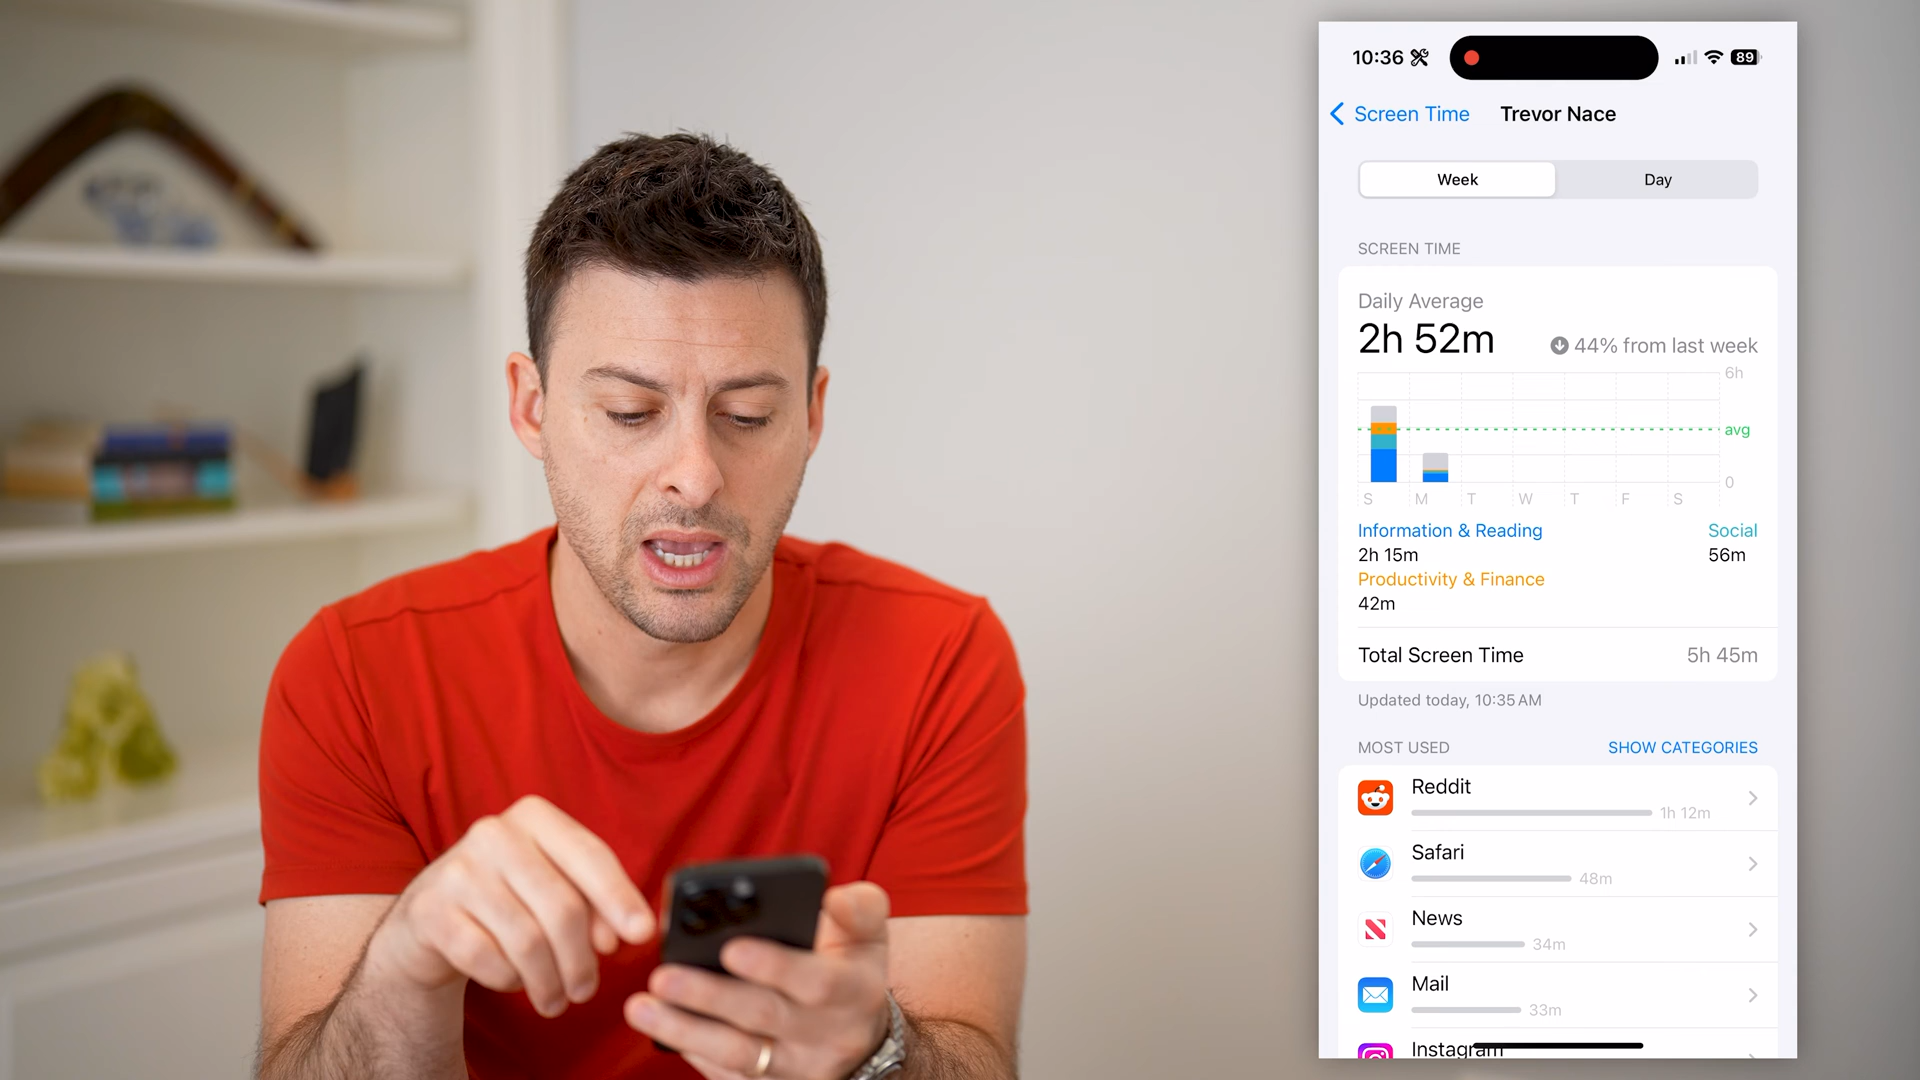 10:36
89
Screen Time
Trevor Nace
Week
Day
SCREEN TIME
Daily Average
2h 52m
44% from last week
6h
avg
0
S M T W T F S
Information & Reading
Social
2h 15m
56m
Productivity & Finance
42m
Total Screen Time
5h 45m
Updated today, 10:35 AM
MOST USED
SHOW CATEGORIES
Reddit
1h 12m
Safari
48m
News
34m
Mail
33m
Instagram